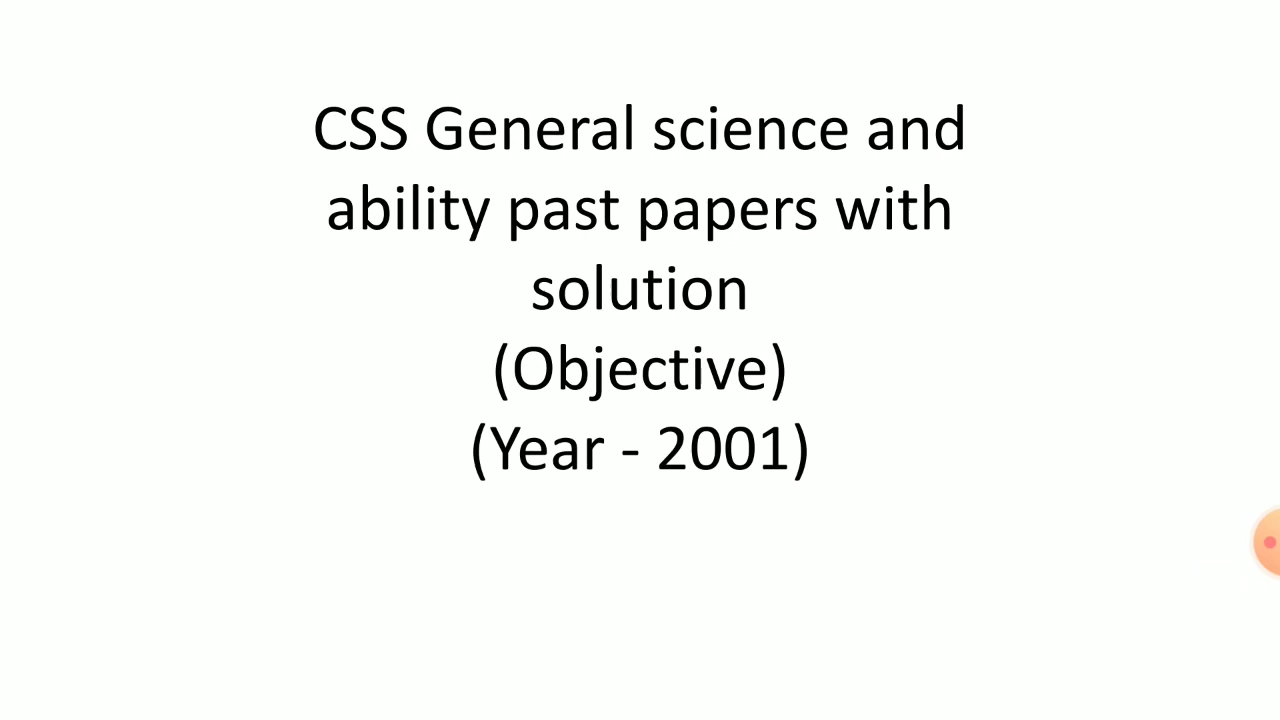 CSS General science and
ability past papers with
solution
(Objective)
(Year - 2001)